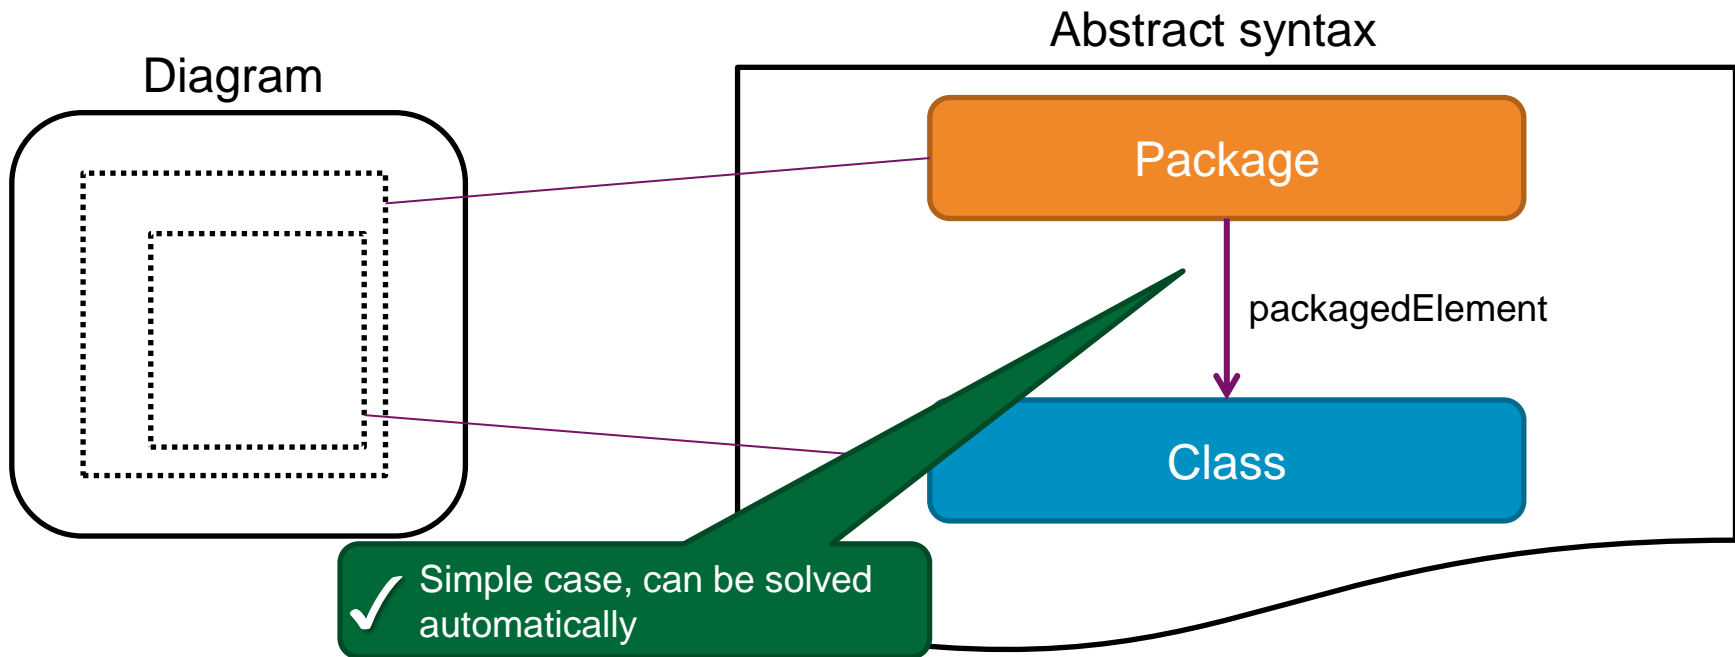 Abstract syntax
Diagram
Package
packagedElement
Class
Simple case, can be solved
automatically